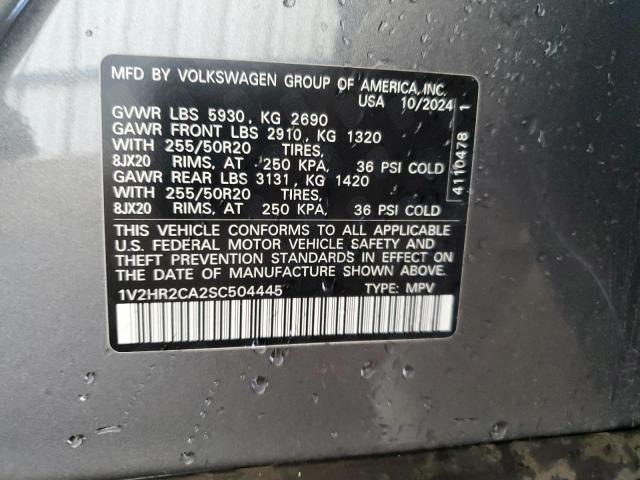 MFD BY VOLKSWAGEN GROUP OF AMERICA, INC.
USA 10/2024
GVWR LBS 5930, KG 2690
GAWR FRONT LBS 2910, KG 1320
WITH 255/50R20 TIRES,
8JX20 RIMS, AT 250 KPA, 36 PSI COLD
GAWR REAR LBS 3131, KG 1420
WITH 255/50R20 TIRES,
8JX20 RIMS, AT 250 KPA, 36 PSI COLD
THIS VEHICLE CONFORMS TO ALL APPLICABLE
U.S. FEDERAL MOTOR VEHICLE SAFETY AND
THEFT PREVENTION STANDARDS IN EFFECT ON
THE DATE OF MANUFACTURE SHOWN ABOVE.
1V2HR2CA2SC504445 TYPE: MPV
4110478 1